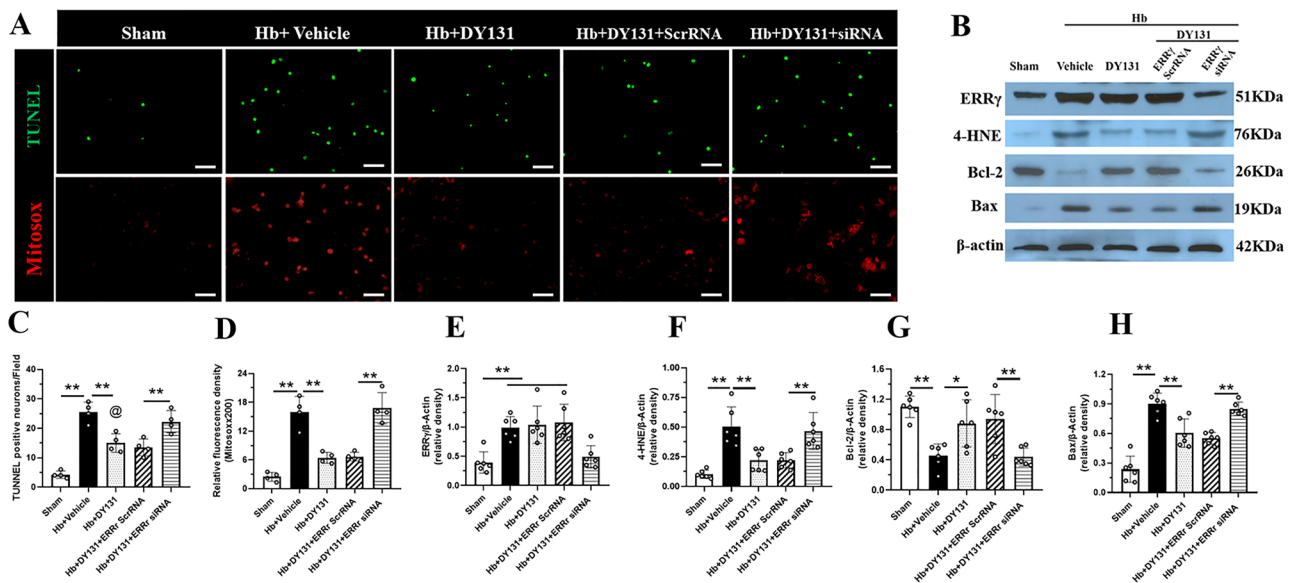 A
Sham
Hb+ Vehicle
Hb+DY131
Hb+DY131+ScrRNA
Hb+DY131+siRNA
TUNEL
Mitosox
B
Hb
DY131
Sham
Vehicle
DY131
ERRγ
ScrRNA
ERRγ
siRNA
ERRγ
51KDa
4-HNE
76KDa
Bcl-2
26KDa
Bax
19KDa
β-actin
42KDa
C
TUNNEL positive neurons/Field
40
30
20
10
0
**
**
@
**
Sham
Hb+Vehicle
Hb+DY131
Hb+DY131+ERRr ScrRNA
Hb+DY131+ERRr siRNA
D
Relative fluorescence density
(Mitosoxx200)
24
18
12
6
0
**
**
**
Sham
Hb+Vehicle
Hb+DY131
Hb+DY131+ERRr ScrRNA
Hb+DY131+ERRr siRNA
E
ERRγ/β-Actin
(relative density)
2.0
1.5
1.0
0.5
0.0
**
Sham
Hb+Vehicle
Hb+DY131
Hb+DY131+ERRr ScrRNA
Hb+DY131+ERRr siRNA
F
4-HNE/β-Actin
(relative density)
1.00
0.75
0.50
0.25
0.00
**
**
**
Sham
Hb+Vehicle
Hb+DY131
Hb+DY131+ERRr ScrRNA
Hb+DY131+ERRr siRNA
G
Bcl-2/β-Actin
(relative density)
1.6
1.2
0.8
0.4
0.0
**
*
**
Sham
Hb+Vehicle
Hb+DY131
Hb+DY131+ERRr ScrRNA
Hb+DY131+ERRr siRNA
H
Bax/β-Actin
(relative density)
1.2
0.9
0.6
0.3
0.0
**
**
**
Sham
Hb+Vehicle
Hb+DY131
Hb+DY131+ERRr ScrRNA
Hb+DY131+ERRr siRNA